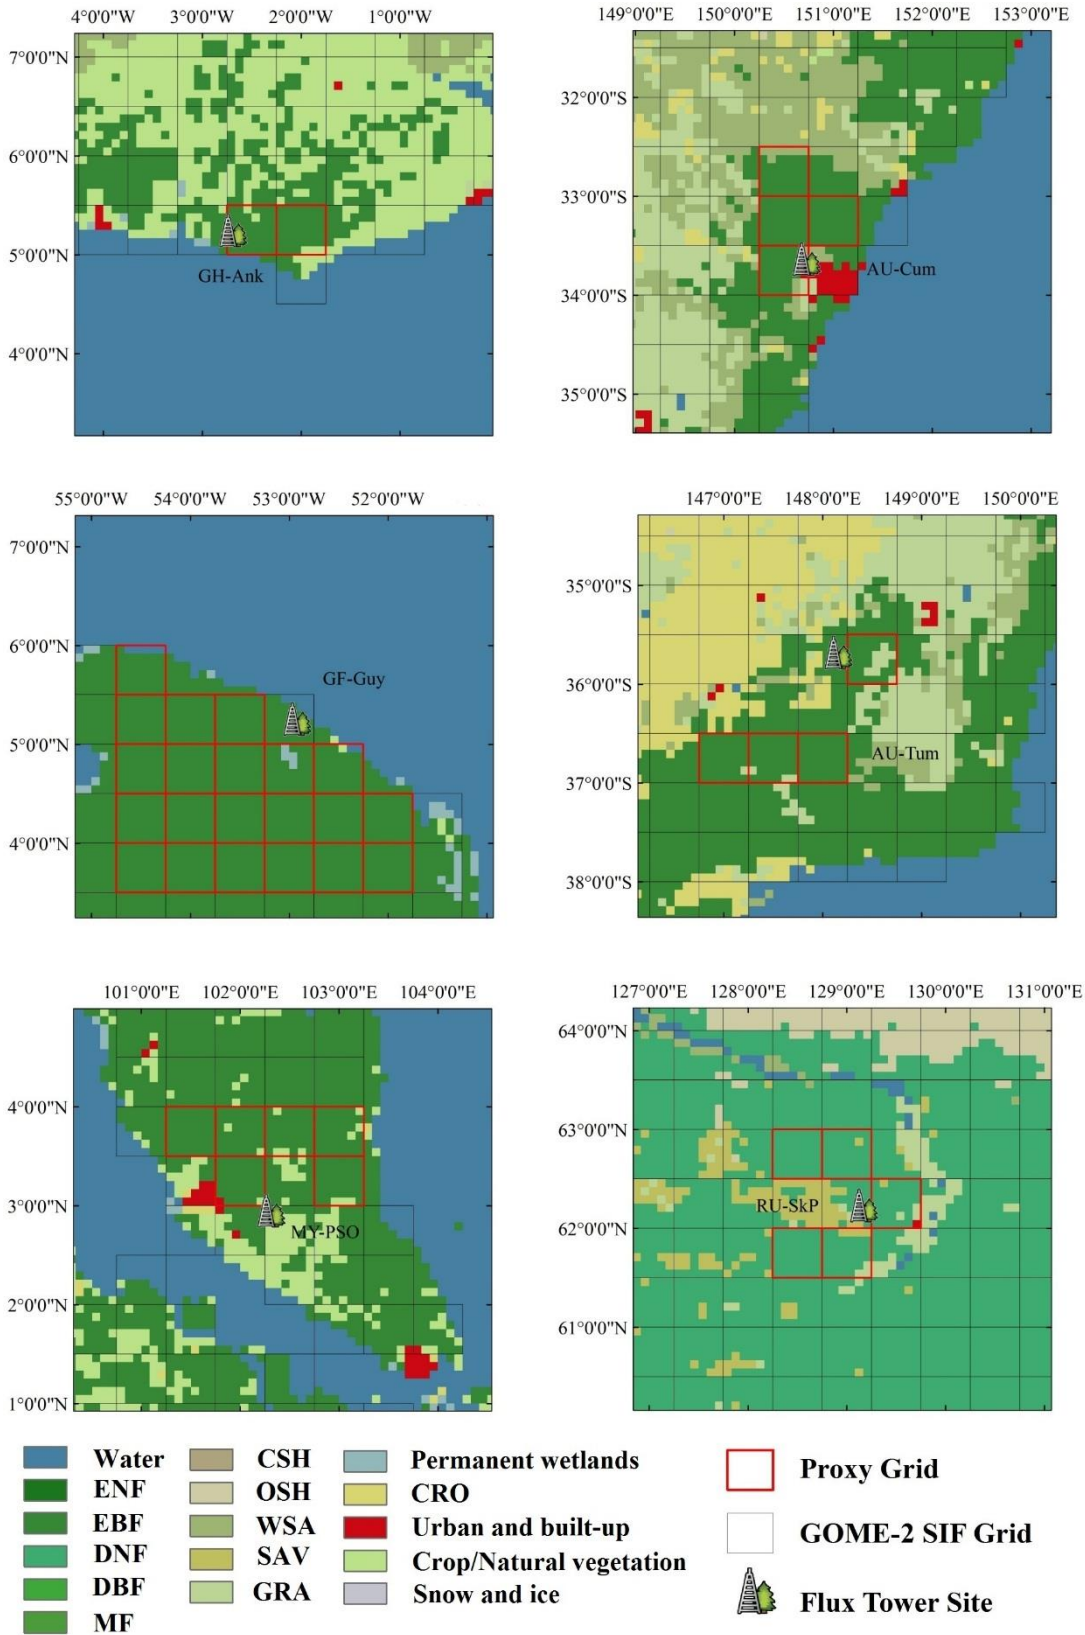 4°0'0"W 3°0'0"W 2°0'0"W 1°0'0"W
7°0'0"N
6°0'0"N
5°0'0"N
4°0'0"N
GH-Ank
149°0'0"E 150°0'0"E 151°0'0"E 152°0'0"E 153°0'0"E
32°0'0"S
33°0'0"S
34°0'0"S
35°0'0"S
AU-Cum
55°0'0"W 54°0'0"W 53°0'0"W 52°0'0"W
7°0'0"N
6°0'0"N
5°0'0"N
4°0'0"N
GF-Guy
147°0'0"E 148°0'0"E 149°0'0"E 150°0'0"E
35°0'0"S
36°0'0"S
37°0'0"S
38°0'0"S
AU-Tum
101°0'0"E 102°0'0"E 103°0'0"E 104°0'0"E
4°0'0"N
3°0'0"N
2°0'0"N
1°0'0"N
MY-PSO
127°0'0"E 128°0'0"E 129°0'0"E 130°0'0"E 131°0'0"E
64°0'0"N
63°0'0"N
62°0'0"N
61°0'0"N
RU-SkP
Water
ENF
EBF
DNF
DBF
MF
CSH
OSH
WSA
SAV
GRA
Permanent wetlands
CRO
Urban and built-up
Crop/Natural vegetation
Snow and ice
Proxy Grid
GOME-2 SIF Grid
Flux Tower Site